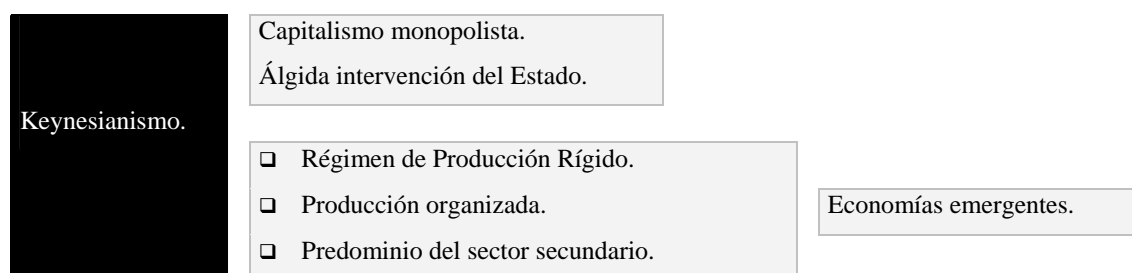 Capitalismo monopolista.
Álgida intervención del Estado.
Keynesianismo.
❑ Régimen de Producción Rígido.
❑ Producción organizada.
Economías emergentes.
❑ Predominio del sector secundario.